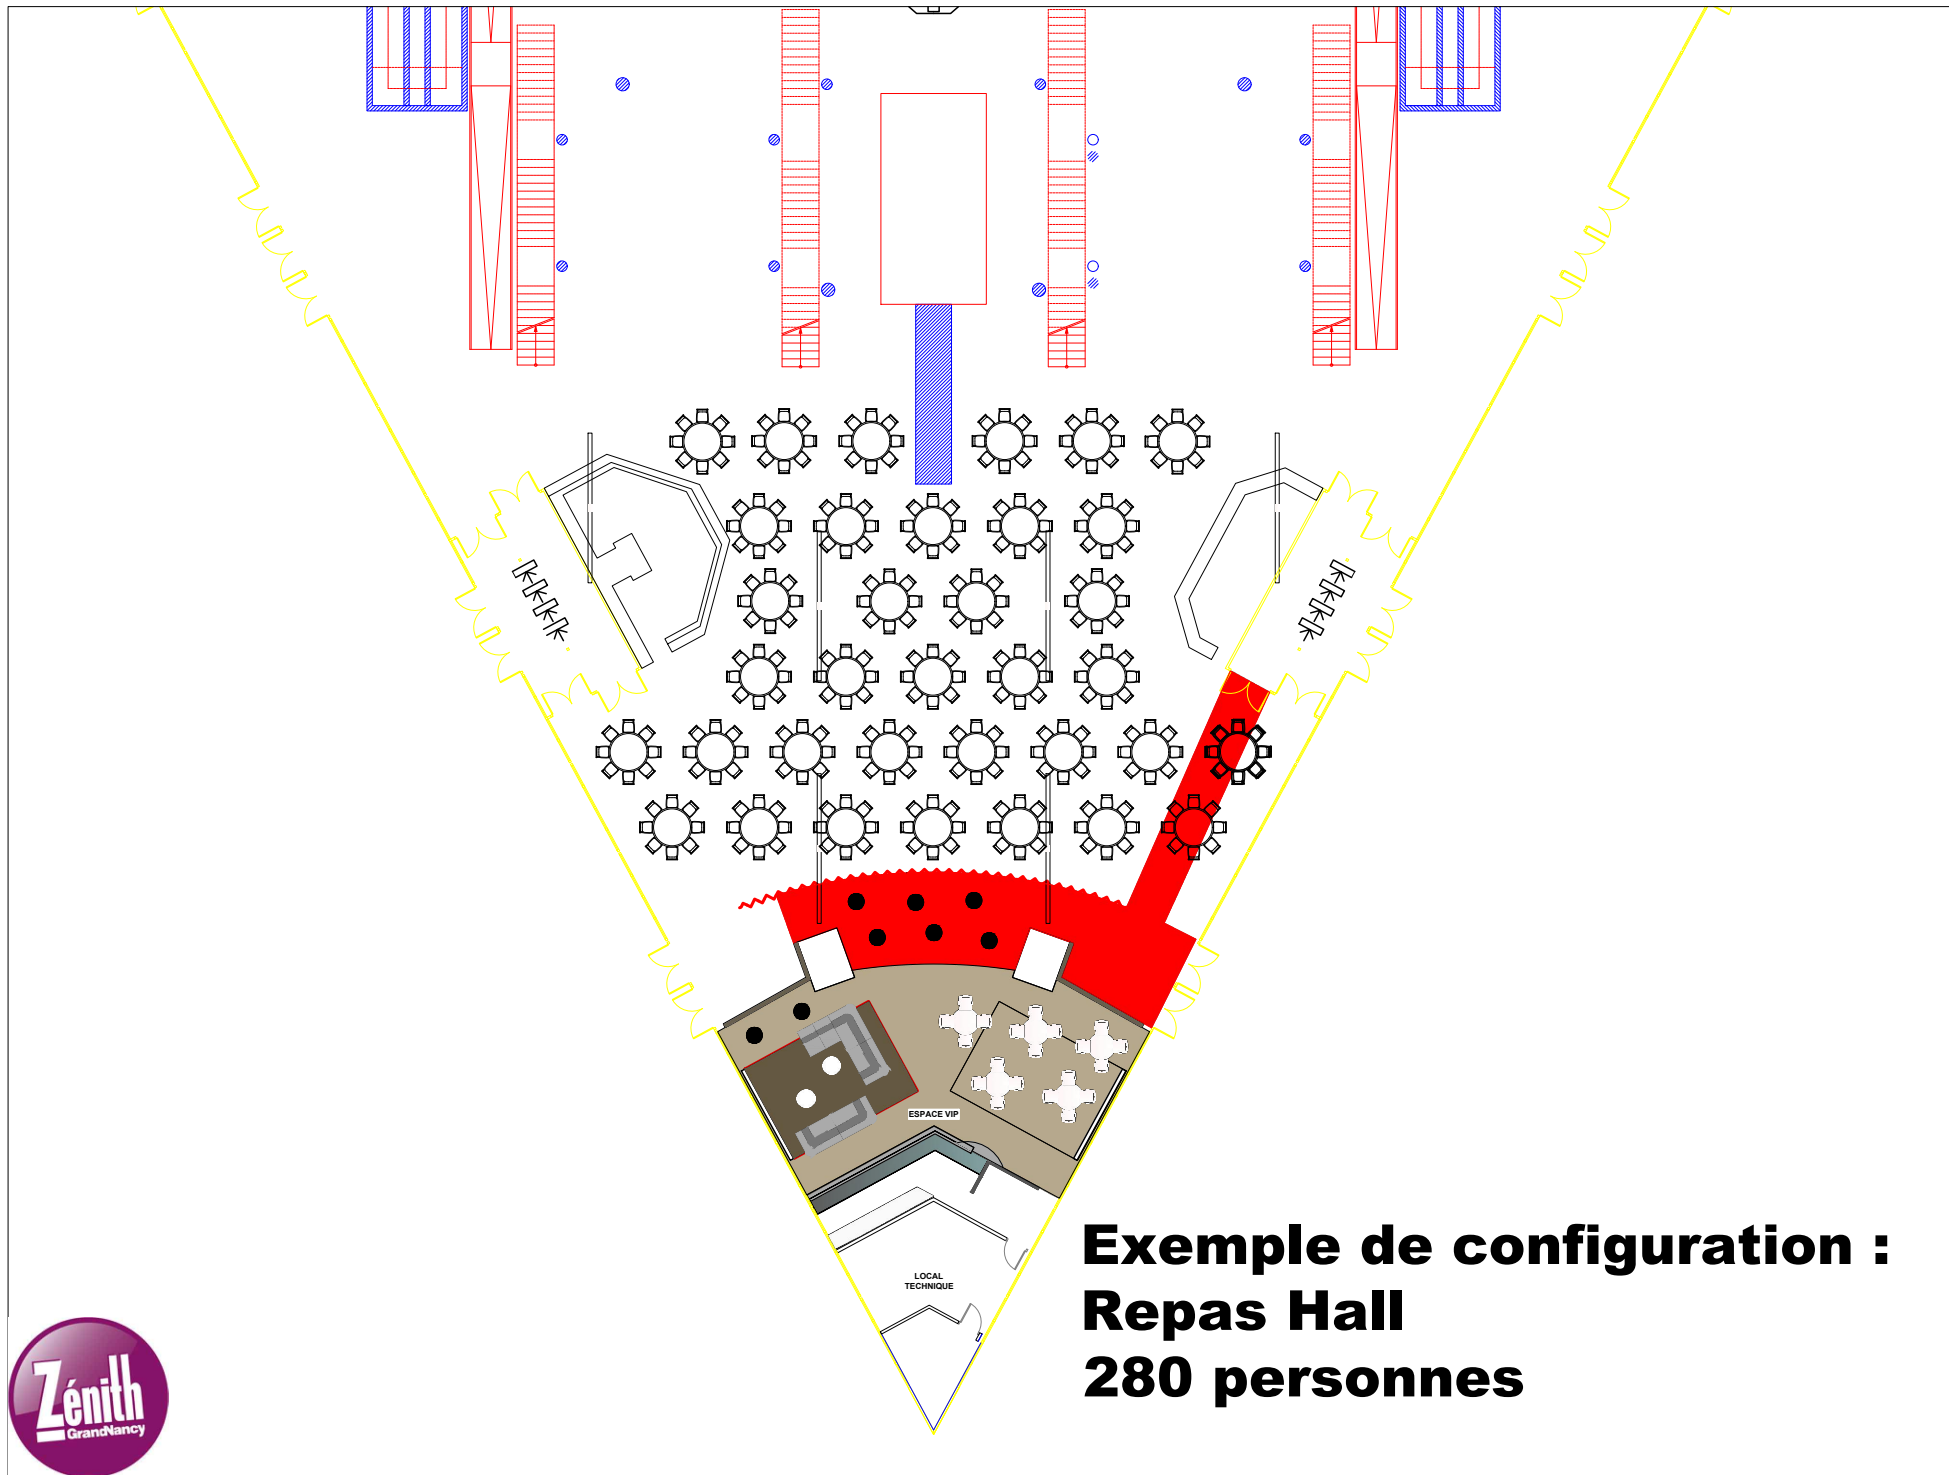 ESPACE VIP
LOCAL
TECHNIQUE
Exemple de configuration :
Repas Hall
280 personnes
Zénith
GrandNancy